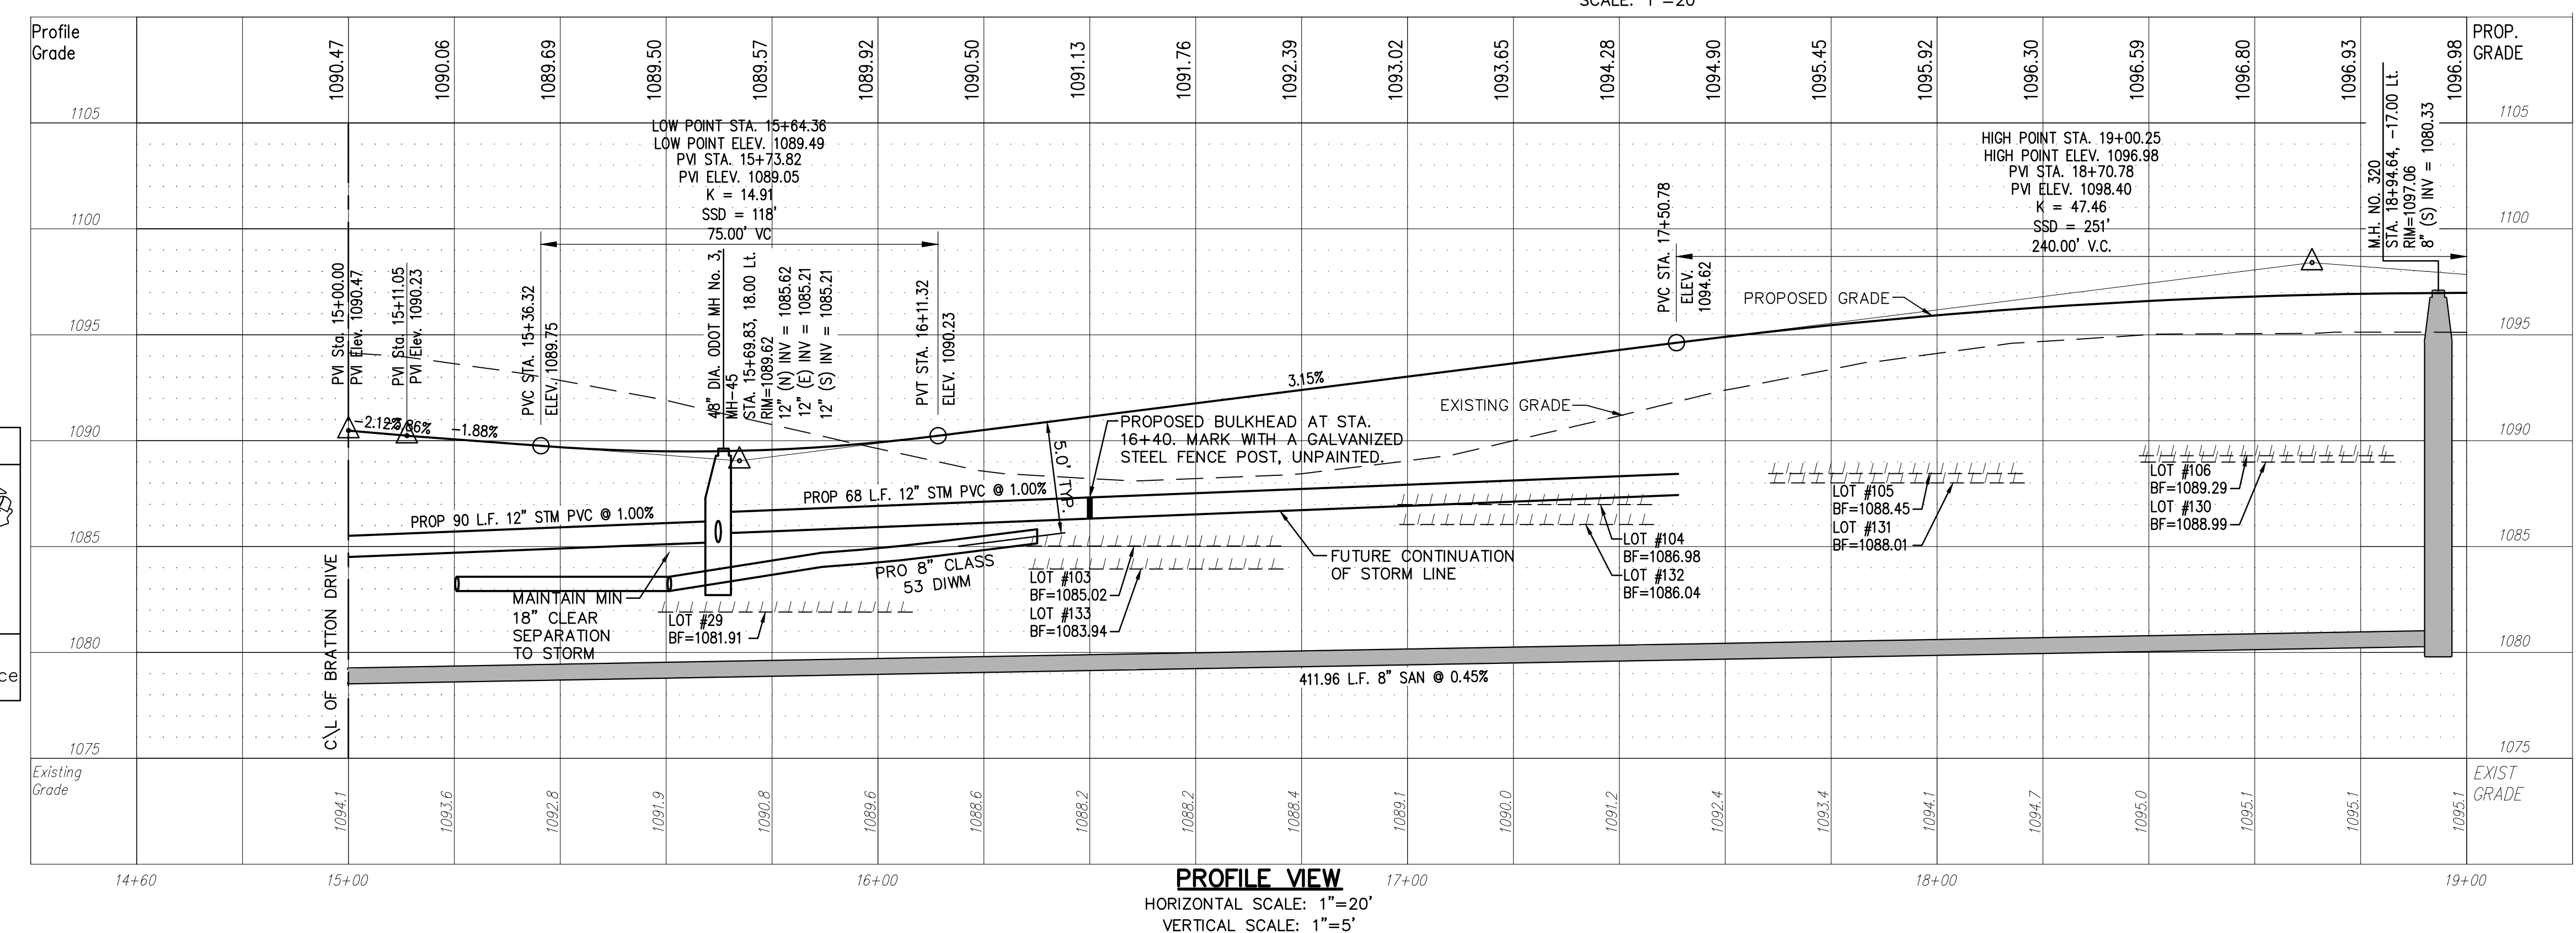 SCALE: 1"=20'
Profile
Grade
1090.47
1090.06
1089.69
1089.50
1089.57
1089.92
1090.50
1091.13
1091.76
1092.39
1093.02
1093.65
1094.28
1094.90
1095.45
1095.92
1096.30
1096.59
1096.80
1096.93
1096.98
PROP.
GRADE
1105
1100
1095
1090
1085
1080
1075
1105
1100
1095
1090
1085
1080
1075
LOW POINT STA. 15+64.36
LOW POINT ELEV. 1089.49
PVI STA. 15+73.82
PVI ELEV. 1089.05
K = 14.91
SSD = 118'
75.00' VC
HIGH POINT STA. 19+00.25
HIGH POINT ELEV. 1096.98
PVI STA. 18+70.78
PVI ELEV. 1098.40
K = 47.46
SSD = 251'
240.00' V.C.
M.H. NO. 320
STA. 18+94.64, -17.00 Lt.
RIM=1097.06
8" (S) INV = 1080.33
PVI Sta. 15+00.00
PVI Elev. 1090.47
PVI Sta. 15+11.05
PVI Elev. 1090.23
PVC STA. 15+36.32
ELEV. 1089.75
48" DIA. ODOT MH No. 3,
MH-45
STA. 15+69.83, 18.00 Lt.
RIM=1089.62
12" (N) INV = 1085.62
12" (E) INV = 1085.21
12" (S) INV = 1085.21
PVT STA. 16+11.32
ELEV. 1090.23
PVC STA. 17+50.78
ELEV.
1094.62
-2.12%
-1.88%
3.15%
PROPOSED GRADE
EXISTING GRADE
PROPOSED BULKHEAD AT STA.
16+40. MARK WITH A GALVANIZED
STEEL FENCE POST, UNPAINTED.
5.0' TYP.
PROP 68 L.F. 12" STM PVC @ 1.00%
PROP 90 L.F. 12" STM PVC @ 1.00%
C\L OF BRATTON DRIVE
MAINTAIN MIN
18" CLEAR
SEPARATION
TO STORM
PRO 8" CLASS
53 DIWM
LOT #29
BF=1081.91
LOT #103
BF=1085.02
LOT #133
BF=1083.94
FUTURE CONTINUATION
OF STORM LINE
LOT #104
BF=1086.98
LOT #132
BF=1086.04
LOT #105
BF=1088.45
LOT #131
BF=1088.01
LOT #106
BF=1089.29
LOT #130
BF=1088.99
411.96 L.F. 8" SAN @ 0.45%
ce
Existing
Grade
1094.1
1093.6
1092.8
1091.9
1090.8
1089.6
1088.6
1088.2
1088.2
1088.4
1089.1
1090.0
1091.2
1092.4
1093.4
1094.1
1094.7
1095.0
1095.1
1095.1
1095.1
EXIST
GRADE
14+60
15+00
16+00
17+00
18+00
19+00
PROFILE VIEW
HORIZONTAL SCALE: 1"=20'
VERTICAL SCALE: 1"=5'